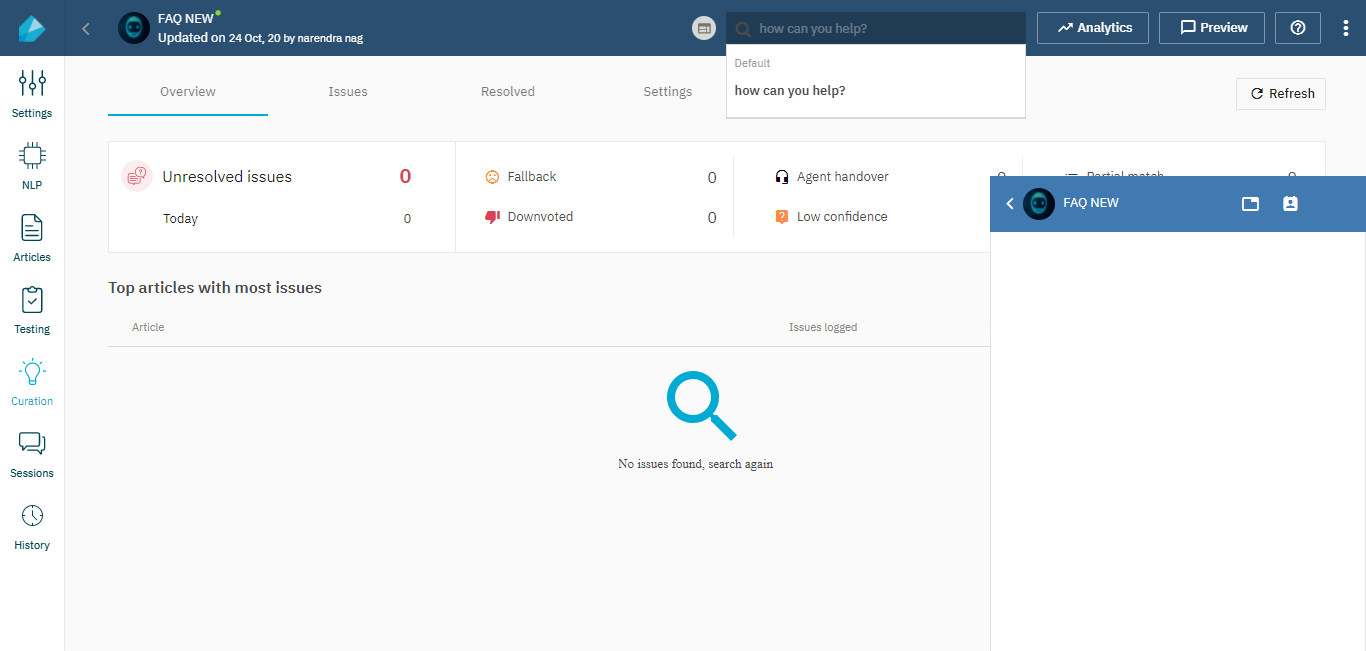 FAQ NEW
Updated on 24 Oct, 20 by narendra nag
how can you help?
Analytics
Preview
Default
how can you help?
Settings
NLP
Articles
Testing
Curation
Sessions
History
Overview
Issues
Resolved
Settings
Refresh
Unresolved issues 0
Today 0
Fallback 0
Downvoted 0
Agent handover 0
Low confidence
Partial match 0
Top articles with most issues
Article
Issues logged
No issues found, search again
FAQ NEW